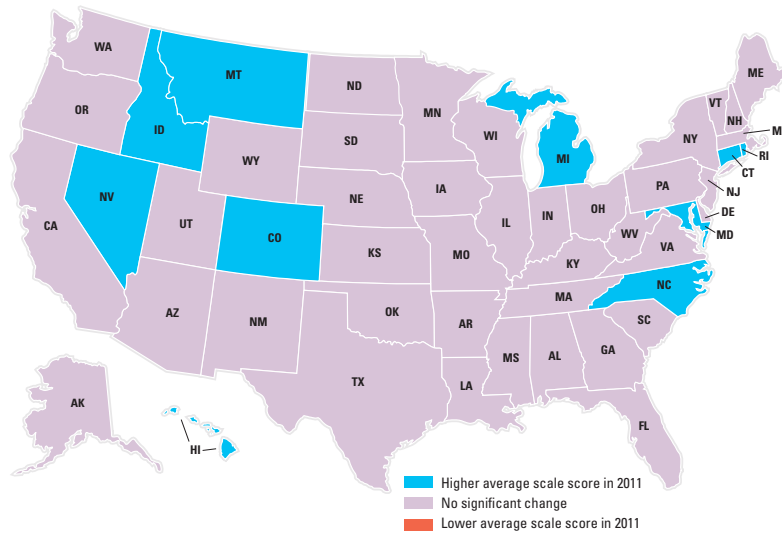 WA
ME
MT
ND
VT
MN
OR
NH
M
ID
WI
SD
NY
RI
MI
WY
CT
IA
PA
NJ
NV
NE
OH
DE
IN
IL
UT
MD
CA
CO
WV
VA
KS
MO
KY
NC
MA
OK
AZ
NM
AR
SC
MS
AL
GA
TX
LA
AK
FL
HI
Higher average scale score in 2011
No significant change
Lower average scale score in 2011